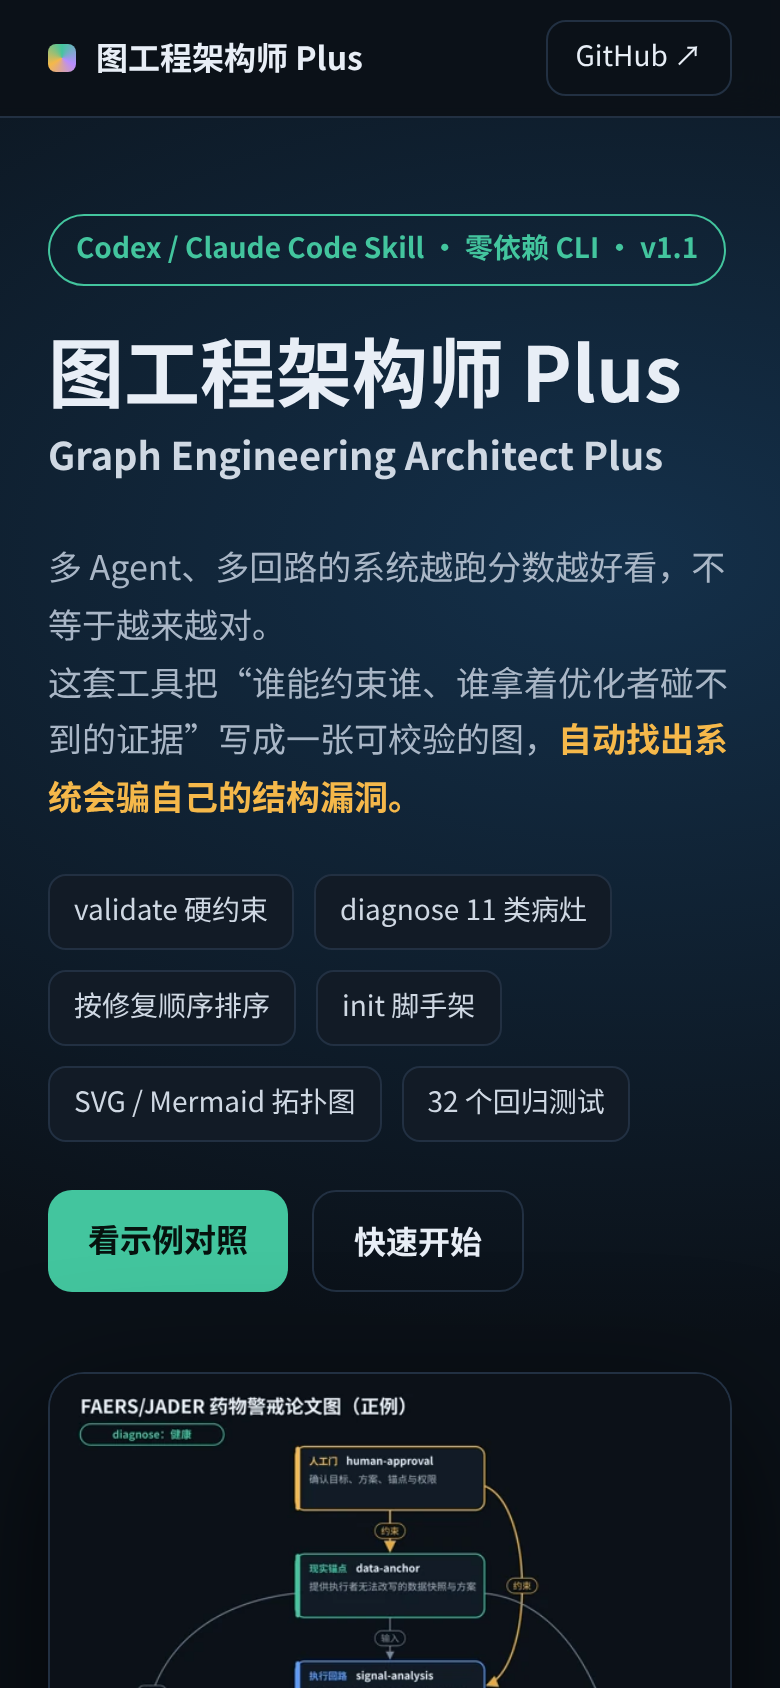 图工程架构师 Plus
GitHub ↗
Codex / Claude Code Skill · 零依赖 CLI · v1.1
图工程架构师 Plus
Graph Engineering Architect Plus
多 Agent、多回路的系统越跑分数越好看，不
等于越来越对。
这套工具把“谁能约束谁、谁拿着优化者碰不
到的证据”写成一张可校验的图，自动找出系
统会骗自己的结构漏洞。
validate 硬约束
diagnose 11 类病灶
按修复顺序排序
init 脚手架
SVG / Mermaid 拓扑图
32 个回归测试
看示例对照
快速开始
FAERS/JADER 药物警戒论文图（正例）
diagnose：健康
人工门 human-approval
确认目标、方案、锚点与权限
约束
现实锚点 data-anchor
提供执行者无法改写的数据快照与方案
约束
输入
执行回路 signal-analysis